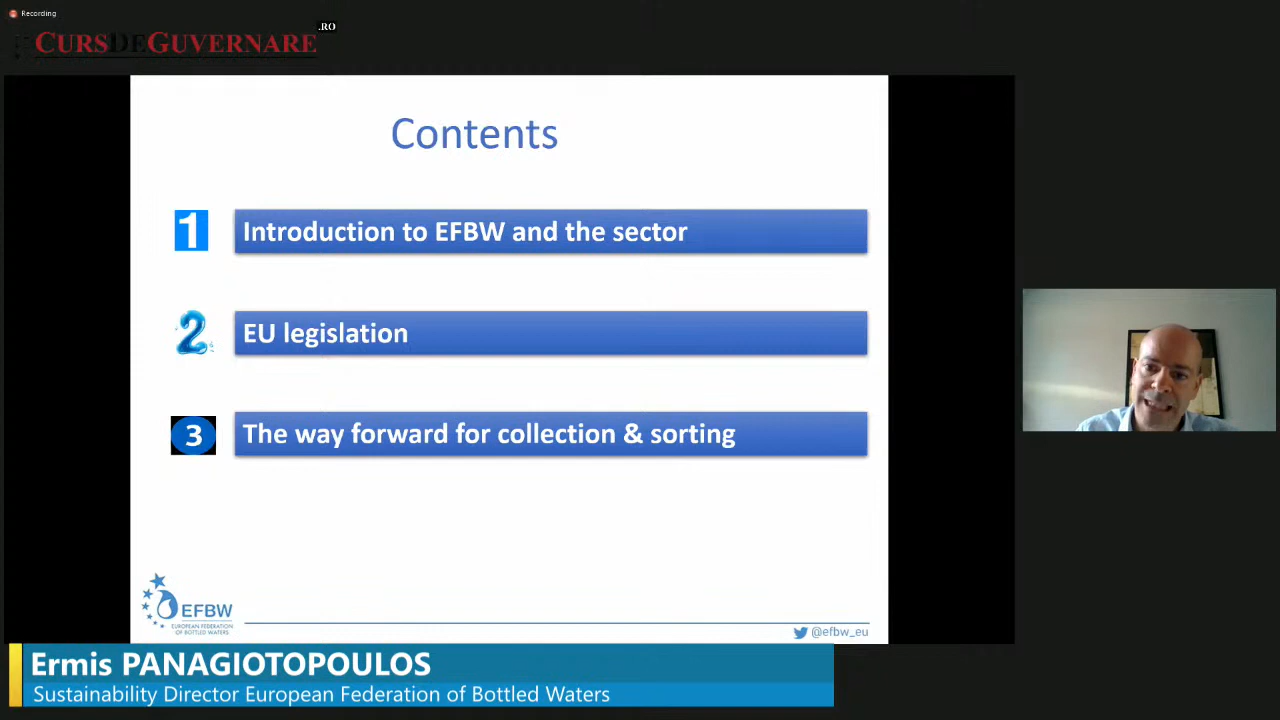 Recording
.RO
CURSDEGUVERNARE
Contents
1 Introduction to EFBW and the sector
2 EU legislation
3 The way forward for collection & sorting
EFBW
EUROPEAN FEDERATION
OF BOTTLED WATERS
@efbw_eu
Ermis PANAGIOTOPOULOS
Sustainability Director European Federation of Bottled Waters